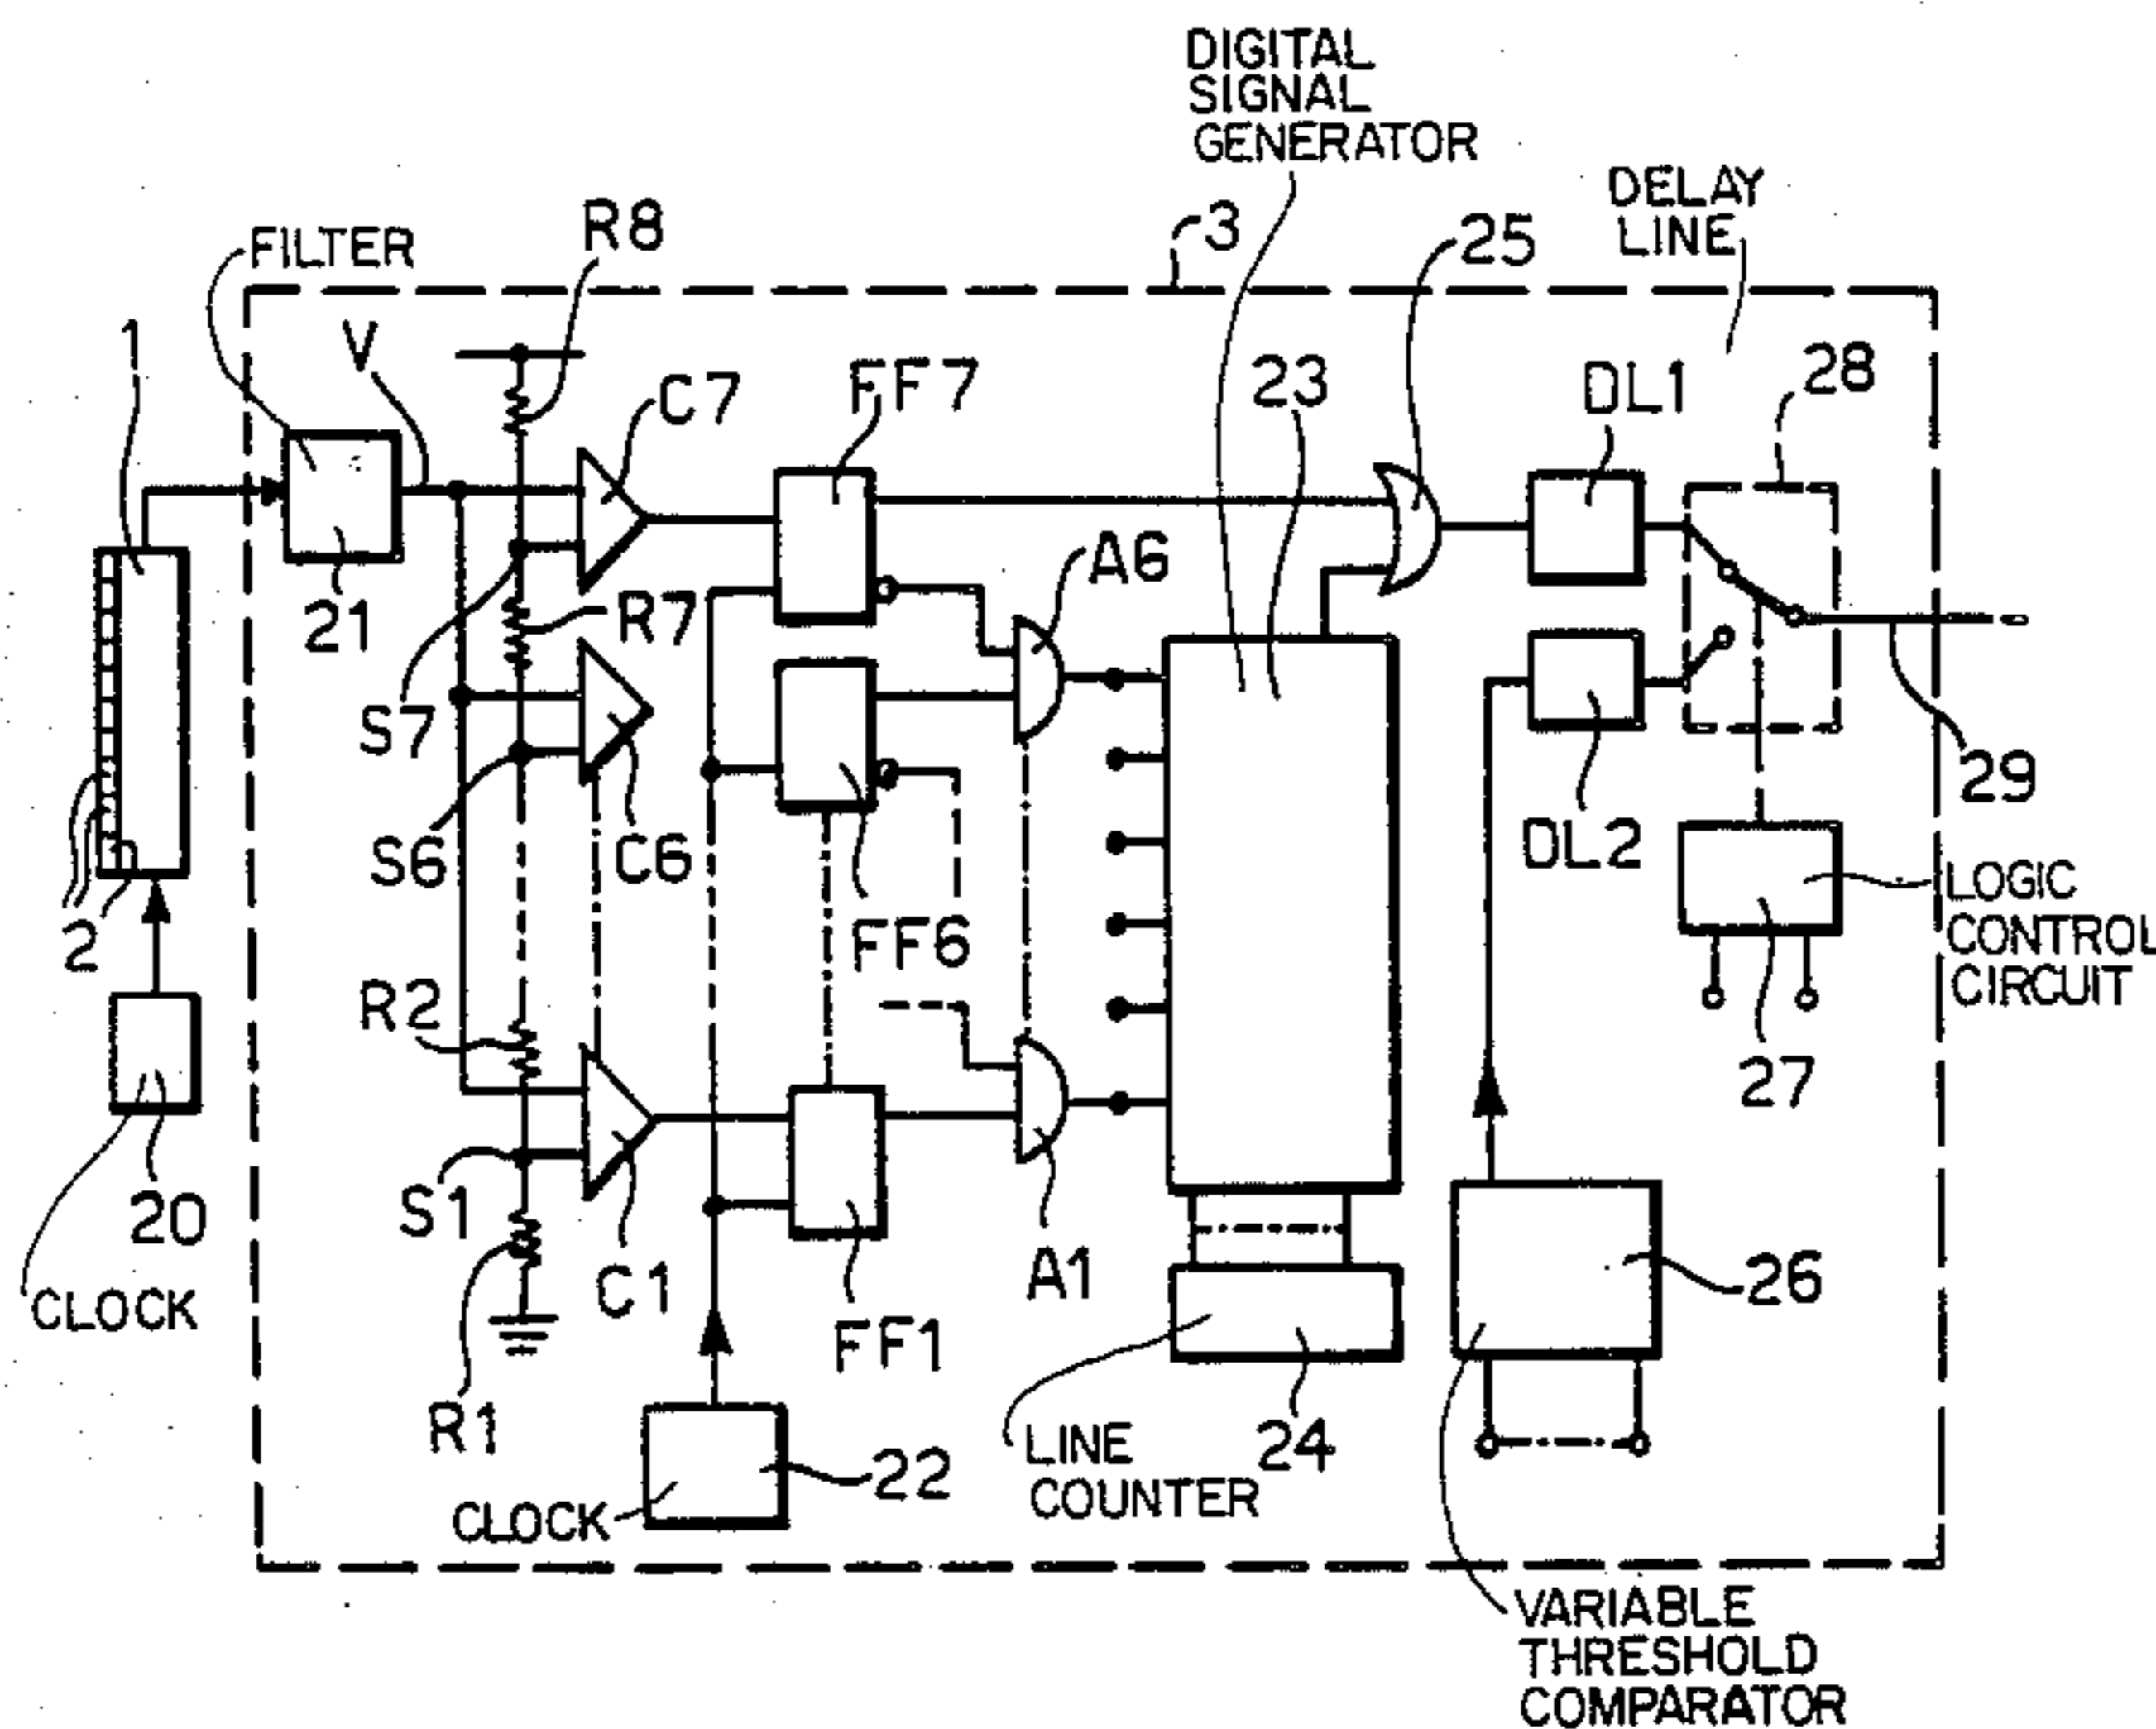 DIGITAL
SIGNAL
GENERATOR
DELAY
LINE
3
25
R8
FILTER
1
V
C7
FF7
23
DL1
28
21
R7
A6
S7
S6
C6
FF6
DL2
29
2
R2
LOGIC
CONTROL
CIRCUIT
27
20
S1
C1
A1
26
CLOCK
FF1
R1
22
CLOCK
LINE
COUNTER
24
VARIABLE
THRESHOLD
COMPARATOR